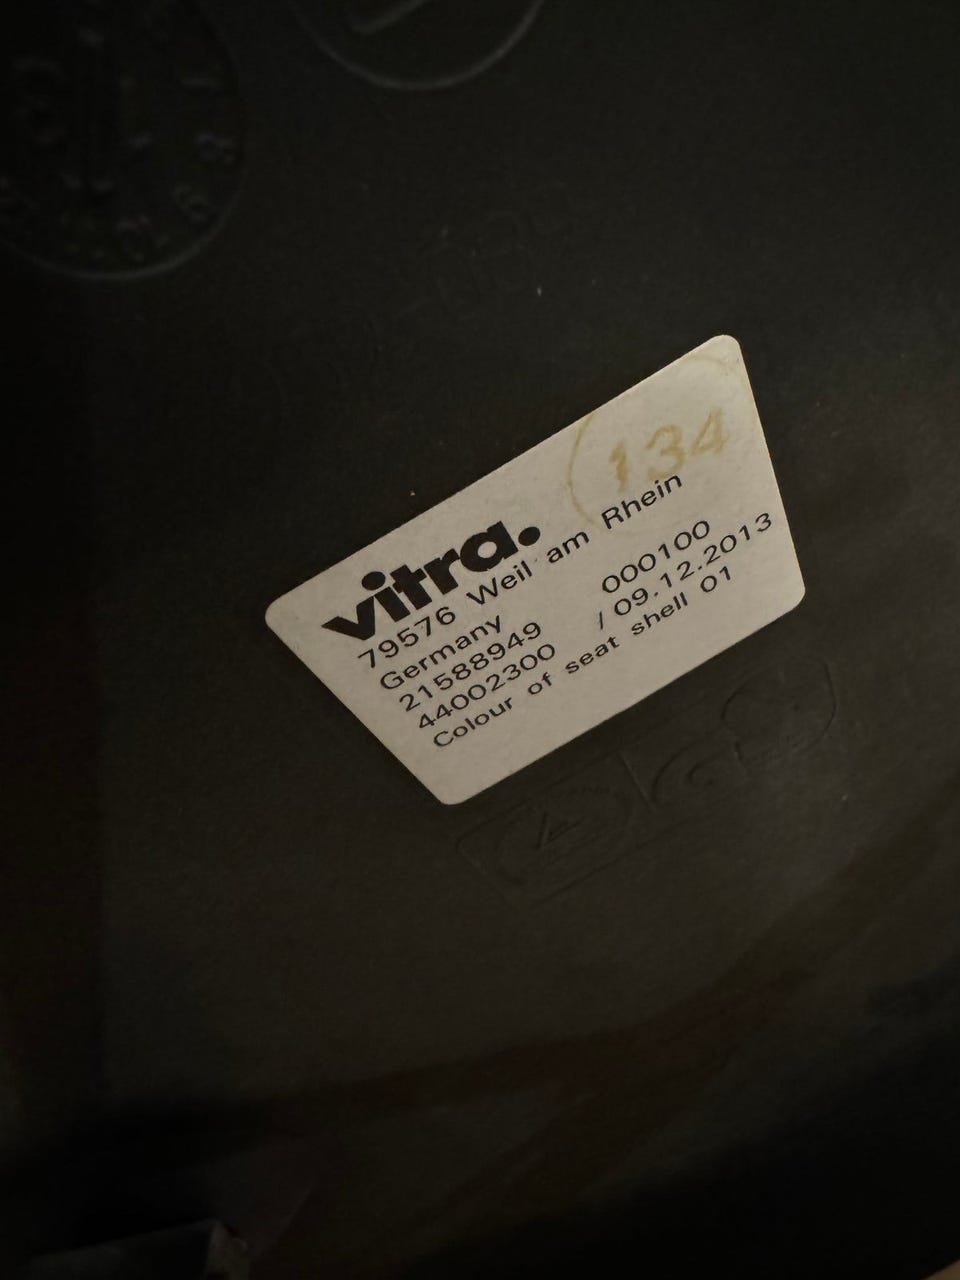 134
vitra.
79576 Weil am Rhein
Germany
21588949 000100
44002300 / 09.12.2013
Colour of seat shell 01